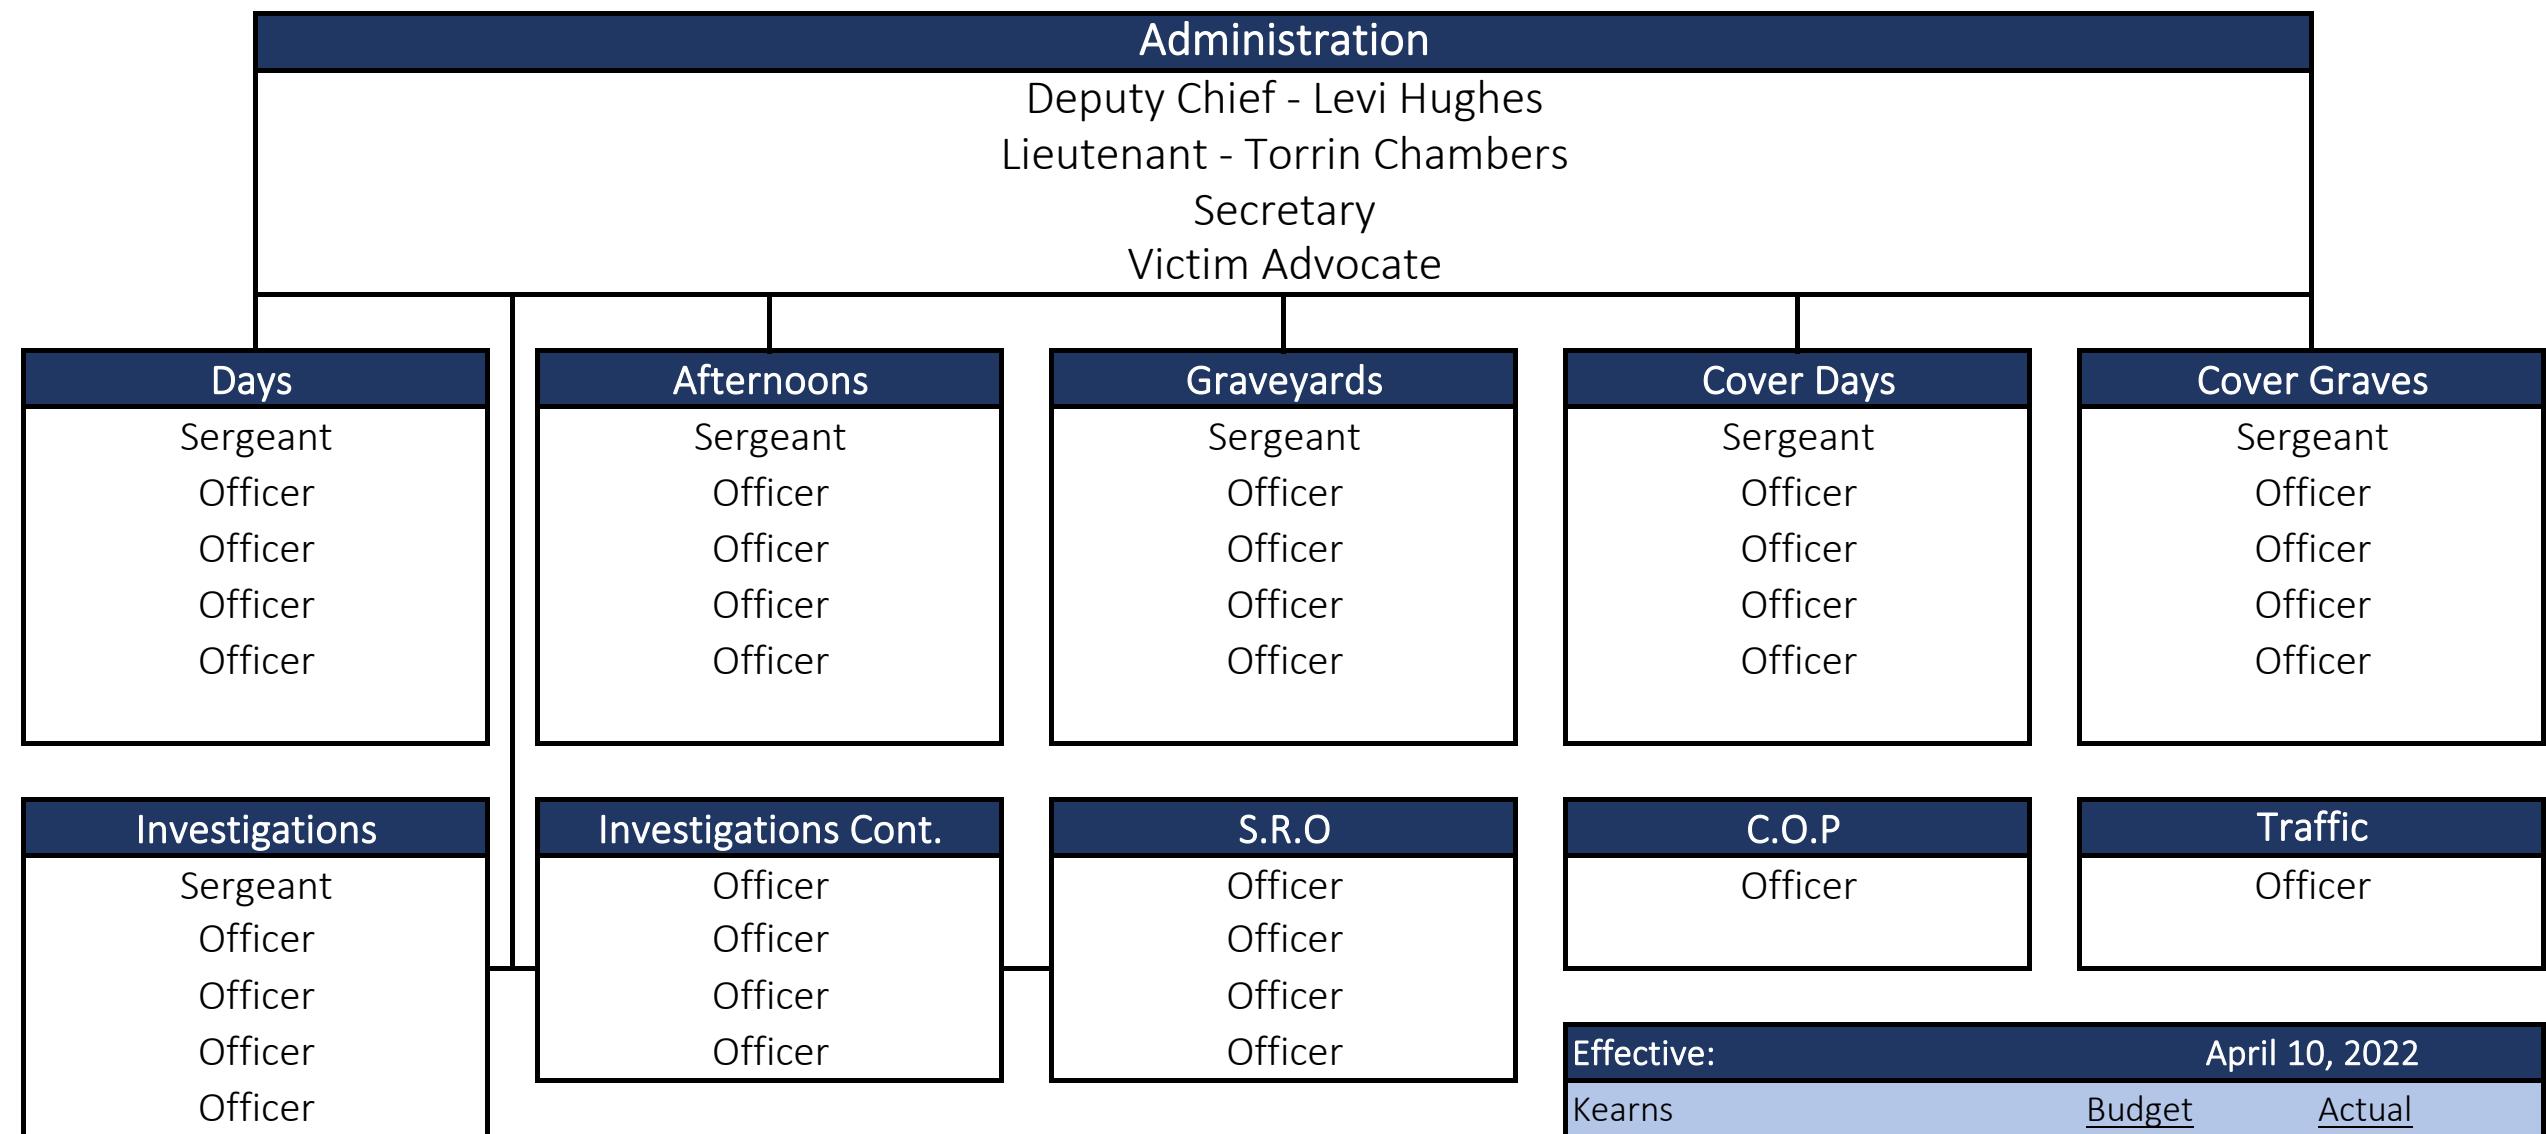 Administration
Deputy Chief - Levi Hughes
Lieutenant - Torrin Chambers
Secretary
Victim Advocate
Days
Sergeant
Officer
Officer
Officer
Officer
Afternoons
Sergeant
Officer
Officer
Officer
Officer
Graveyards
Sergeant
Officer
Officer
Officer
Officer
Cover Days
Sergeant
Officer
Officer
Officer
Officer
Cover Graves
Sergeant
Officer
Officer
Officer
Officer
Investigations
Sergeant
Officer
Officer
Officer
Officer
Investigations Cont.
Officer
Officer
Officer
Officer
S.R.O
Officer
Officer
Officer
Officer
C.O.P
Officer
Traffic
Officer
Effective: April 10, 2022
Kearns Budget Actual